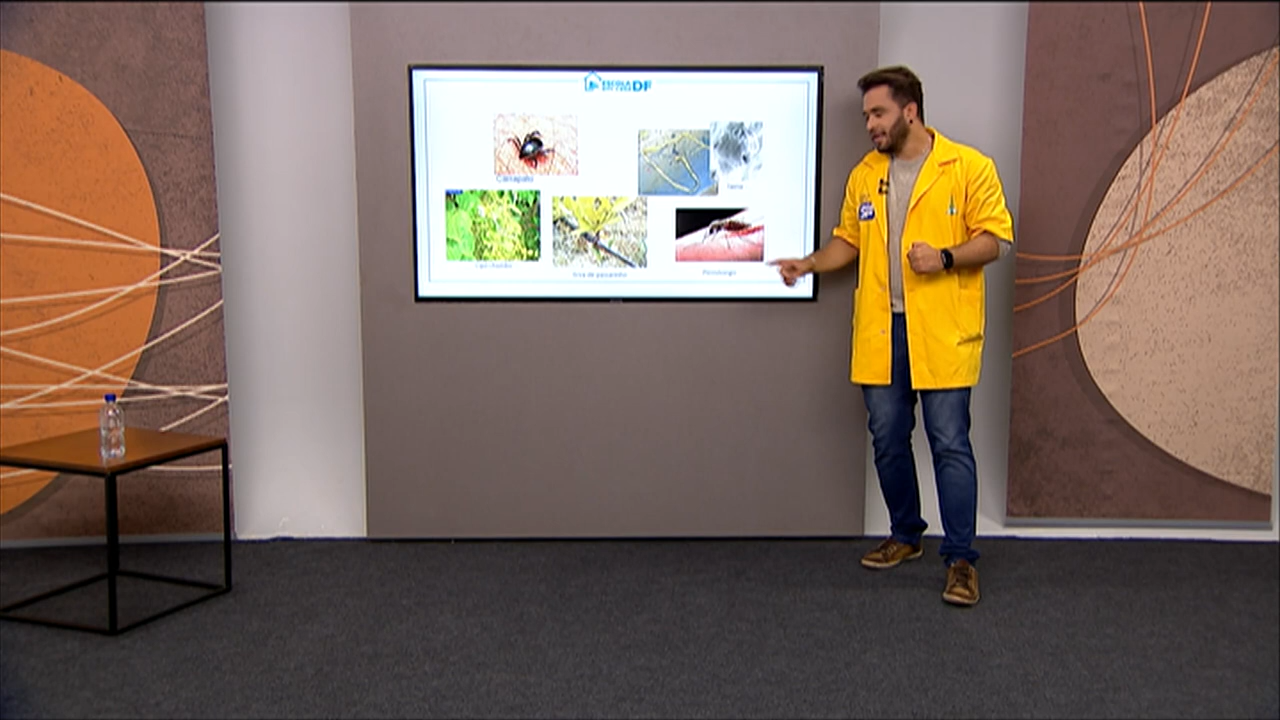 ESCOLA
EM CASA DF
Carrapato
Tênia
Cipó-chumbo
Erva de passarinho
Pernilongo